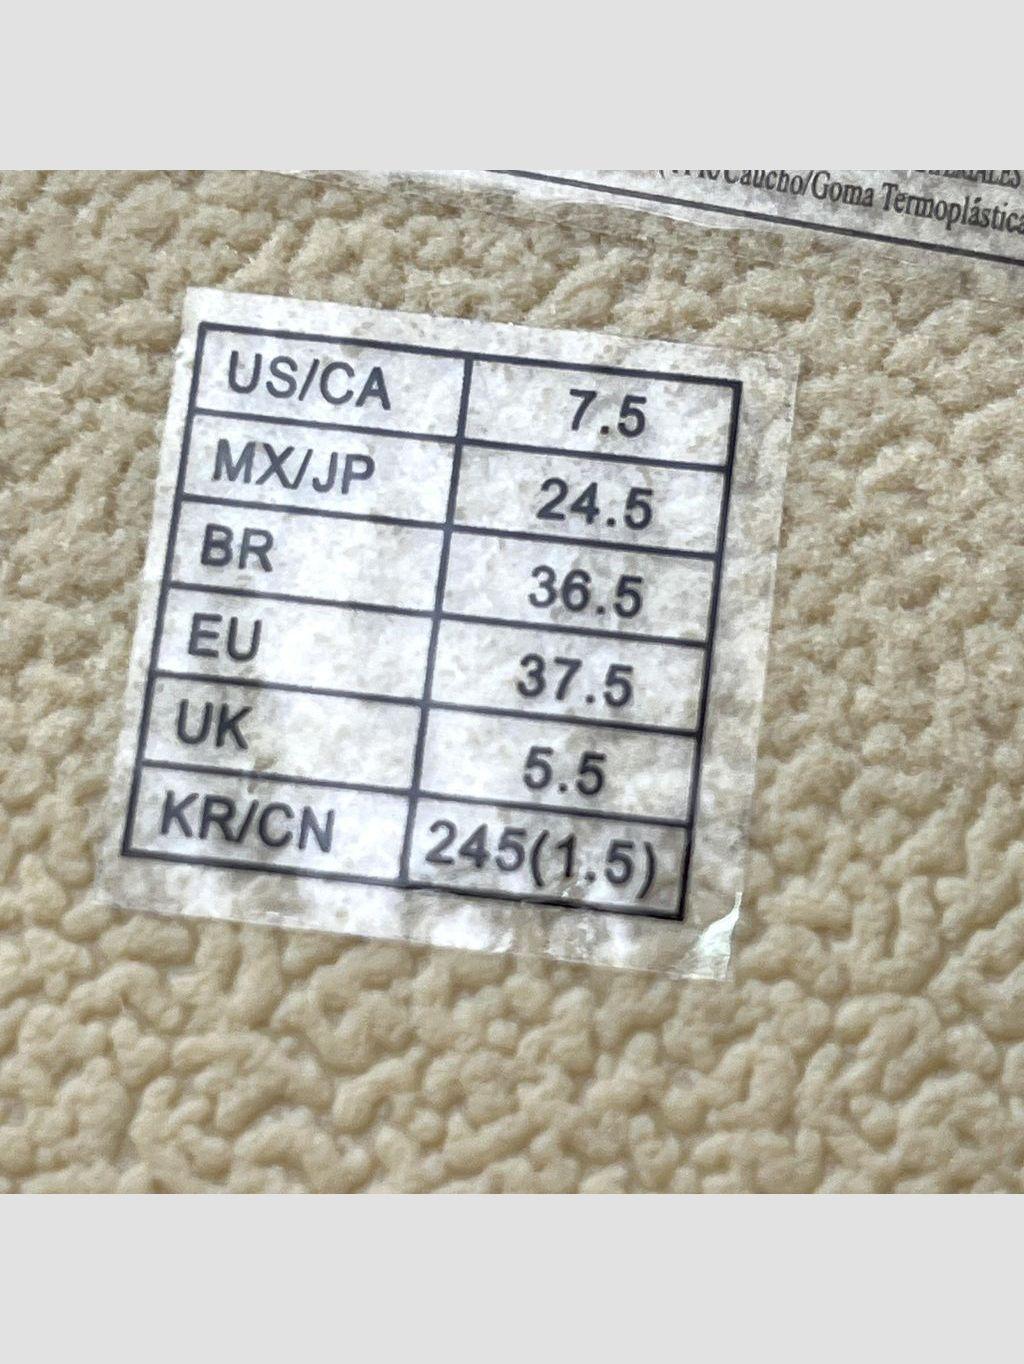 Caucho/Goma Termoplástica
US/CA 7.5
MX/JP 24.5
BR 36.5
EU 37.5
UK 5.5
KR/CN 245(1.5)